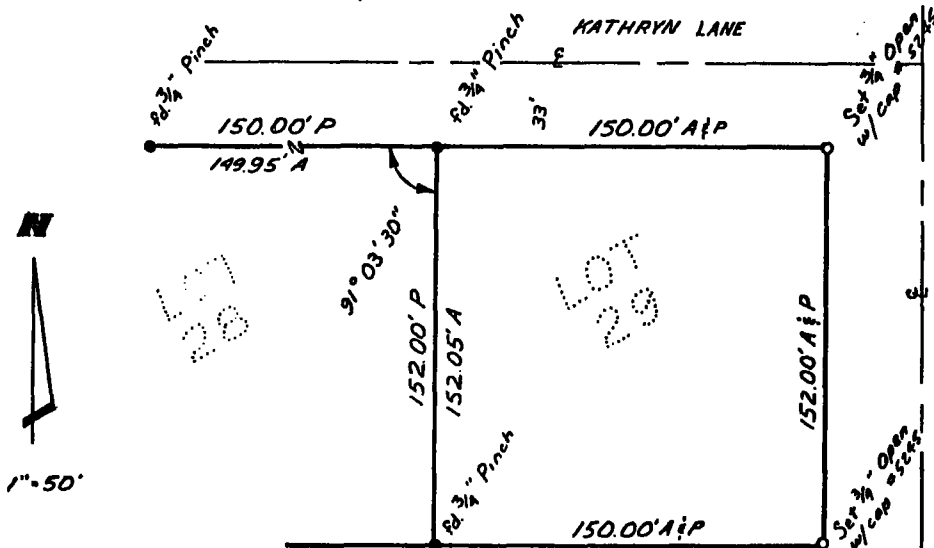 KATHRYN LANE
℄
fd. 3/4" Pinch
fd. 3/4" Pinch
33'
Set 3/4" Open
w/ cap #5245
150.00' P
149.95' A
150.00' A & P
N
91° 03' 30"
LOT
28
LOT
29
152.00' P
152.05' A
152.00' A & P
℄
1"=50'
fd. 3/4" Pinch
150.00' A & P
Set 3/4" Open
w/ cap #5245